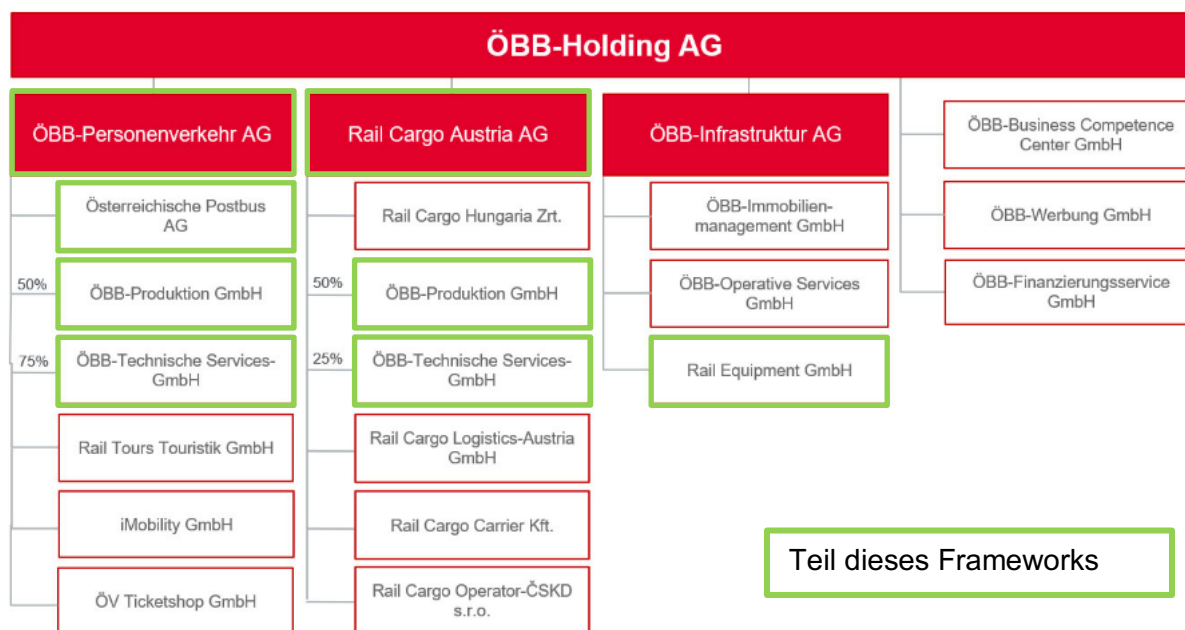 ÖBB-Holding AG
ÖBB-Personenverkehr AG
Österreichische Postbus
AG
50%
ÖBB-Produktion GmbH
75%
ÖBB-Technische Services-
GmbH
Rail Tours Touristik GmbH
iMobility GmbH
ÖV Ticketshop GmbH
Rail Cargo Austria AG
Rail Cargo Hungaria Zrt.
50%
ÖBB-Produktion GmbH
25%
ÖBB-Technische Services-
GmbH
Rail Cargo Logistics-Austria
GmbH
Rail Cargo Carrier Kft.
Rail Cargo Operator-ČSKD
s.r.o.
ÖBB-Infrastruktur AG
ÖBB-Immobilien-
management GmbH
ÖBB-Operative Services
GmbH
Rail Equipment GmbH
ÖBB-Business Competence
Center GmbH
ÖBB-Werbung GmbH
ÖBB-Finanzierungsservice
GmbH
Teil dieses Frameworks